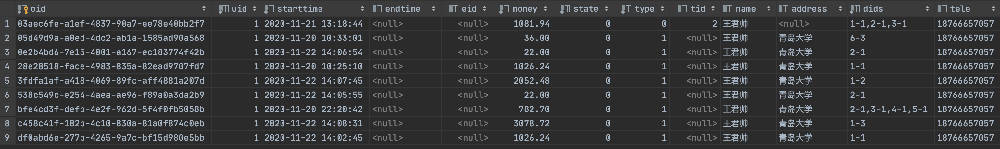 oid uid starttime endtime eid money state type tid name address dids tele
1 03aec6fe-a1ef-4837-90a7-ee78e40bb2f7 1 2020-11-21 13:18:44 <null> <null> 1081.94 0 0 2 王君帅 <null> 1-1,2-1,3-1 18766657057
2 05d49d9a-a0ed-4dc2-ab1a-1585ad90a568 1 2020-11-20 10:33:01 <null> <null> 36.00 0 1 <null> 王君帅 青岛大学 6-3 18766657057
3 0e2b4bd6-7e15-4001-a167-ec183774f42b 1 2020-11-22 14:06:54 <null> <null> 22.00 0 1 <null> 王君帅 青岛大学 2-1 18766657057
4 28e28518-face-4983-835a-82ead9707fd7 1 2020-11-20 10:25:10 <null> <null> 1026.24 0 1 <null> 王君帅 青岛大学 1-1 18766657057
5 3fdfa1af-a418-4069-89fc-aff4881a207d 1 2020-11-22 14:07:45 <null> <null> 2052.48 0 1 <null> 王君帅 青岛大学 1-2 18766657057
6 538c549c-e254-4aea-ae96-f89a0a3da2b9 1 2020-11-22 14:05:55 <null> <null> 22.00 0 1 <null> 王君帅 青岛大学 2-1 18766657057
7 bfe4cd3f-defb-4e2f-962d-5f4f0fb5058b 1 2020-11-20 22:20:42 <null> <null> 782.70 0 1 <null> 王君帅 青岛大学 2-1,3-1,4-1,5-1 18766657057
8 c458c41f-182b-4c10-830a-81a0f874c0eb 1 2020-11-22 14:08:31 <null> <null> 3078.72 0 1 <null> 王君帅 青岛大学 1-3 18766657057
9 df0abd6e-277b-4265-9a7c-bf15d980e5bb 1 2020-11-22 14:02:45 <null> <null> 1026.24 0 1 <null> 王君帅 青岛大学 1-1 18766657057